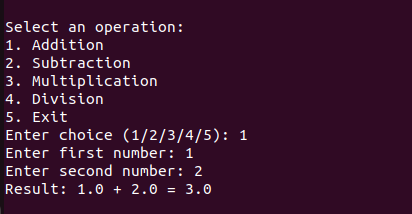 Select an operation:
1. Addition
2. Subtraction
3. Multiplication
4. Division
5. Exit
Enter choice (1/2/3/4/5): 1
Enter first number: 1
Enter second number: 2
Result: 1.0 + 2.0 = 3.0